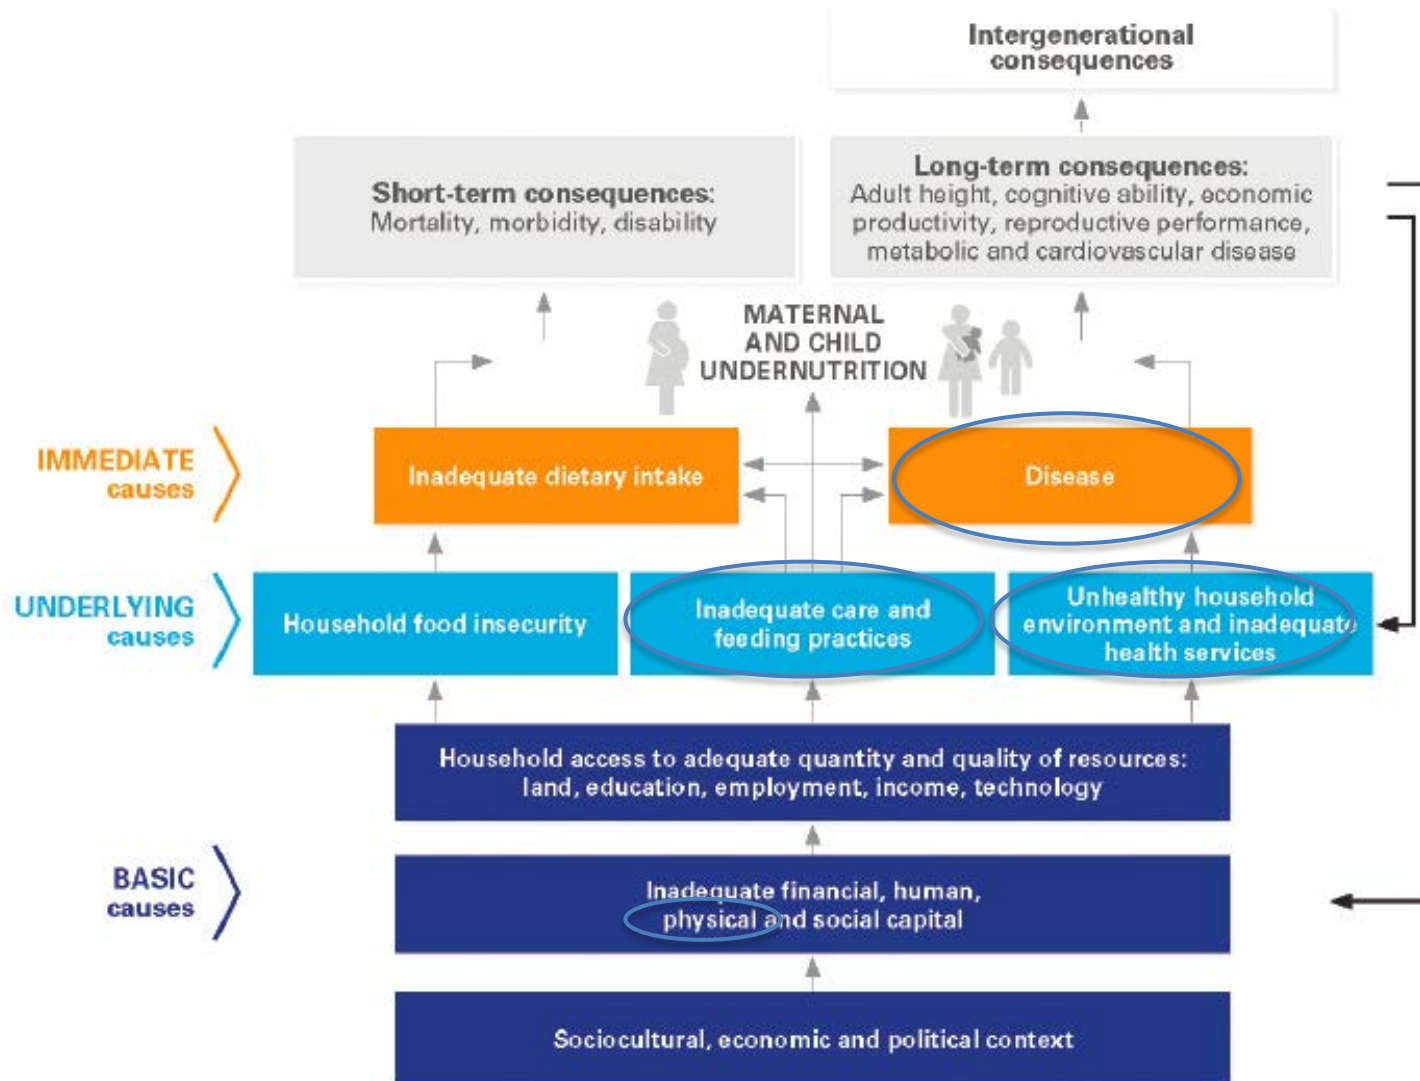 Intergenerational
consequences
Short-term consequences:
Mortality, morbidity, disability
Long-term consequences:
Adult height, cognitive ability, economic
productivity, reproductive performance,
metabolic and cardiovascular disease
MATERNAL
AND CHILD
UNDERNUTRITION
IMMEDIATE
causes
Inadequate dietary intake
Disease
UNDERLYING
causes
Household food insecurity
Inadequate care and
feeding practices
Unhealthy household
environment and inadequate
health services
Household access to adequate quantity and quality of resources:
land, education, employment, income, technology
BASIC
causes
Inadequate financial, human,
physical and social capital
Sociocultural, economic and political context